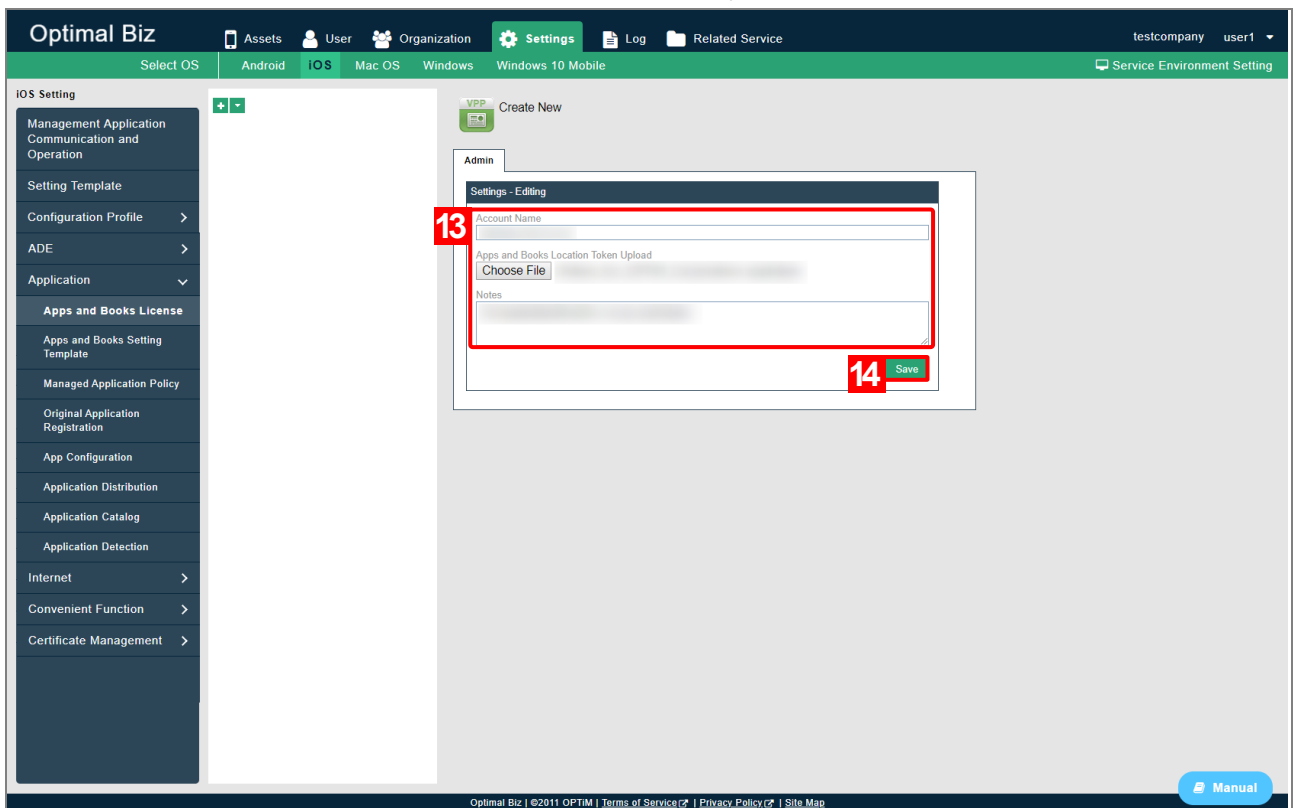 Optimal Biz
Assets User Organization Settings Log Related Service testcompany user1
Select OS Android iOS Mac OS Windows Windows 10 Mobile Service Environment Setting
iOS Setting
Management Application
Communication and
Operation
Setting Template
Configuration Profile
ADE
Application
Apps and Books License
Apps and Books Setting
Template
Managed Application Policy
Original Application
Registration
App Configuration
Application Distribution
Application Catalog
Application Detection
Internet
Convenient Function
Certificate Management
VPP
Create New
Admin
Settings - Editing
13
Account Name
Apps and Books Location Token Upload
Choose File
Notes
14
Save
Manual
Optimal Biz | ©2011 OPTiM | Terms of Service | Privacy Policy | Site Map